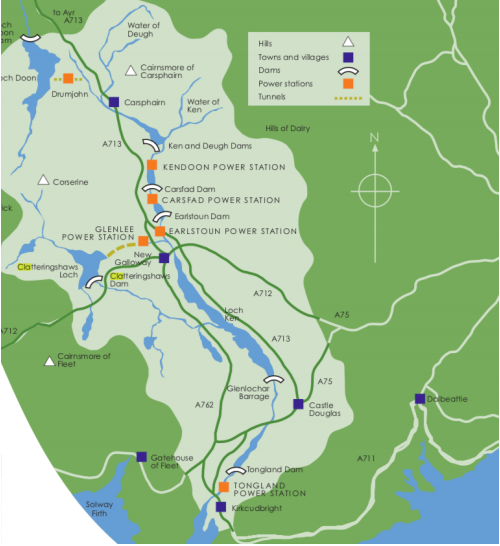 to Ayr
A713
Water of
Deugh
Hills
Towns and villages
Dams
Power stations
Tunnels
ch Doon
Drumjohn
Cairnsmore of
Carsphairn
Carsphairn
Water of
Ken
Hills of Dalry
N
A713
Ken and Deugh Dams
KENDOON POWER STATION
Corserine
Carsfad Dam
CARSFAD POWER STATION
Earlstoun Dam
GLENLEE
POWER STATION
EARLSTOUN POWER STATION
New
Galloway
Clatteringshaws
Loch
Clatteringshaws
Dam
A712
Loch
Ken
A75
A712
A713
Cairnsmore of
Fleet
A75
Glenlochar
Barrage
A762
Castle
Douglas
Dalbeattie
Gatehouse
of Fleet
A711
Tongland Dam
TONGLAND
POWER STATION
Kirkcudbright
Solway
Firth